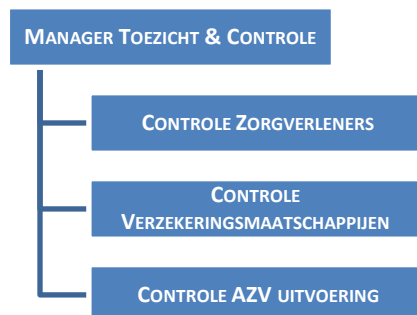 Manager Toezicht & Controle
Controle Zorgverleners
Controle
Verzekeringsmaatschappijen
Controle AZV uitvoering